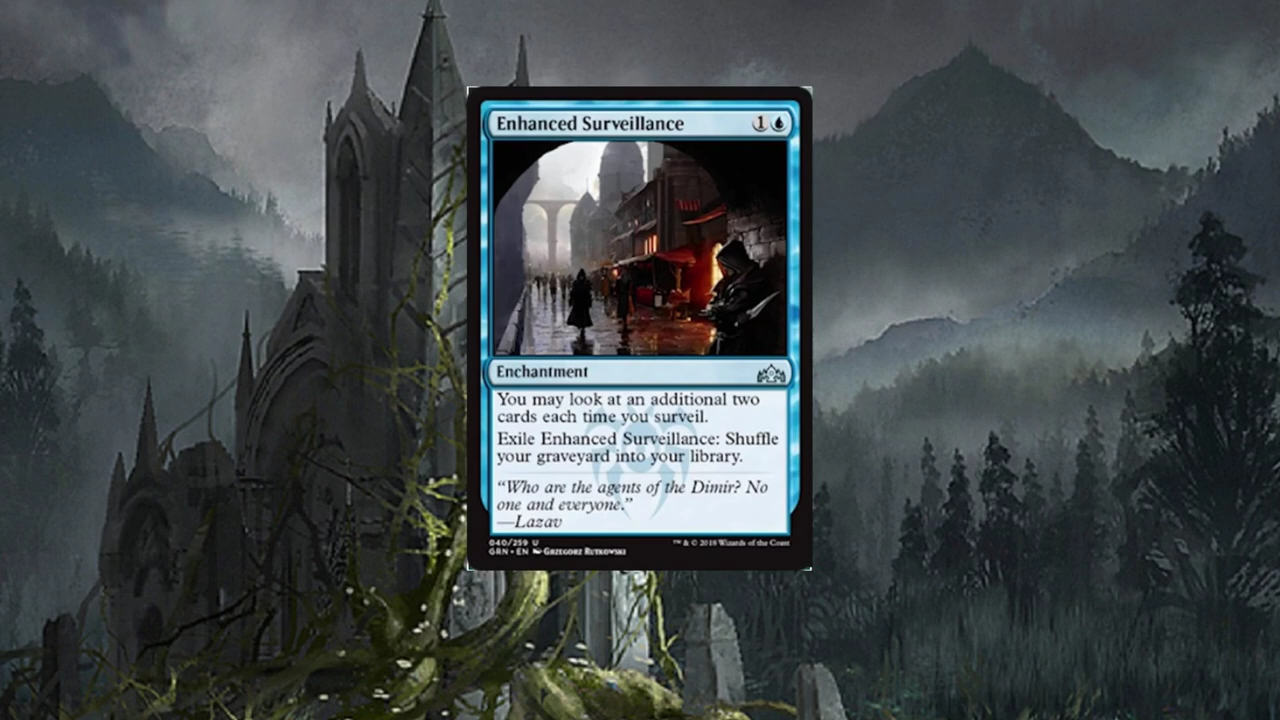 Enhanced Surveillance 1
Enchantment
You may look at an additional two
cards each time you surveil.
Exile Enhanced Surveillance: Shuffle
your graveyard into your library.
“Who are the agents of the Dimir? No
one and everyone.”
—Lazav
040/259 U
GRN • EN Grzegorz Rutkowski
™ & © 2018 Wizards of the Coast